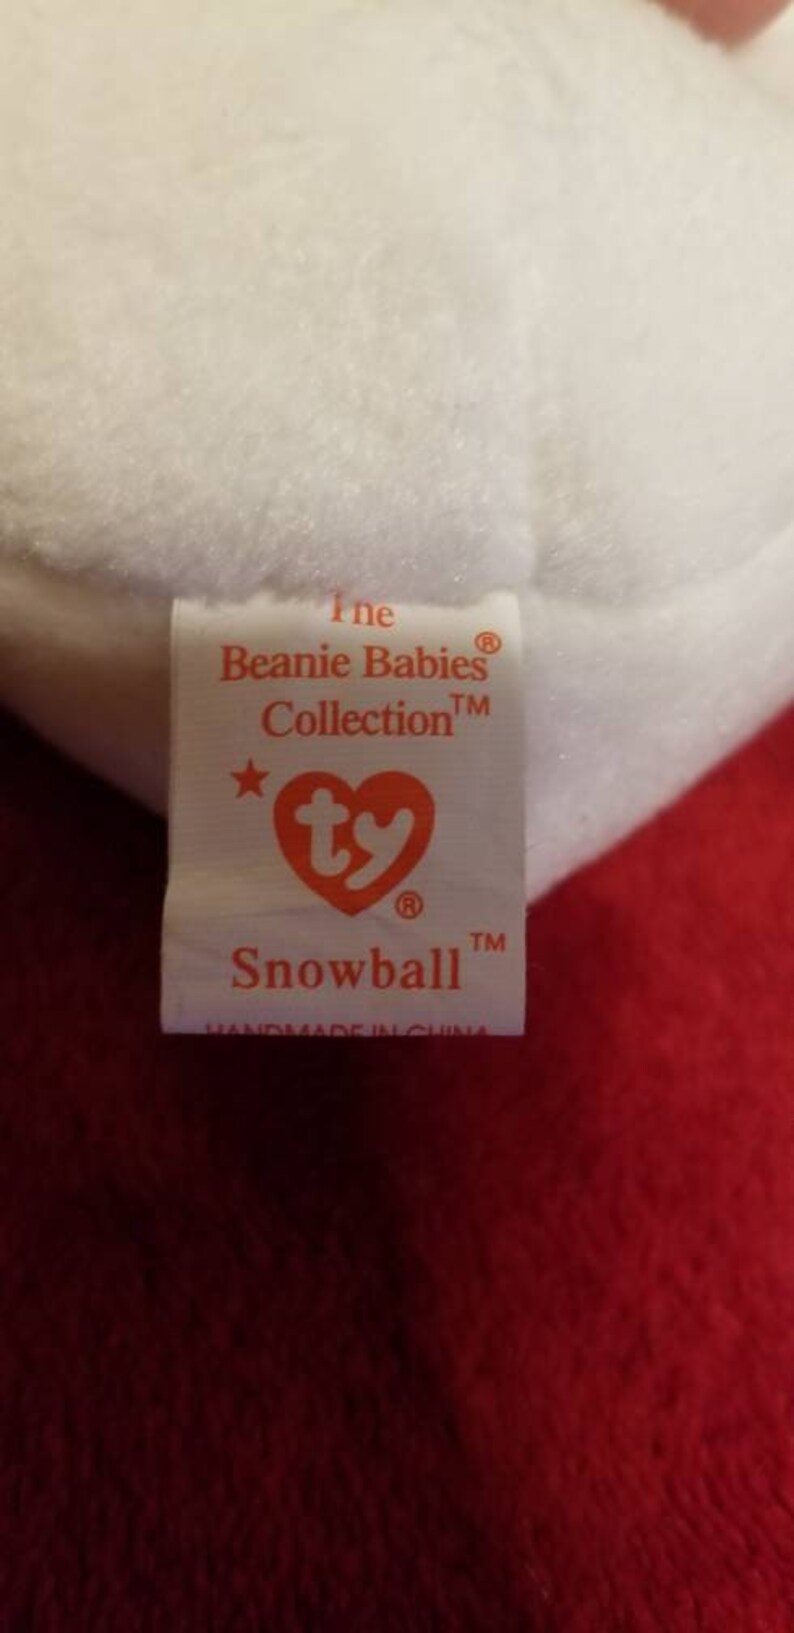 The
Beanie Babies®
Collection™
★ ty®
Snowball™
HANDMADE IN CHINA